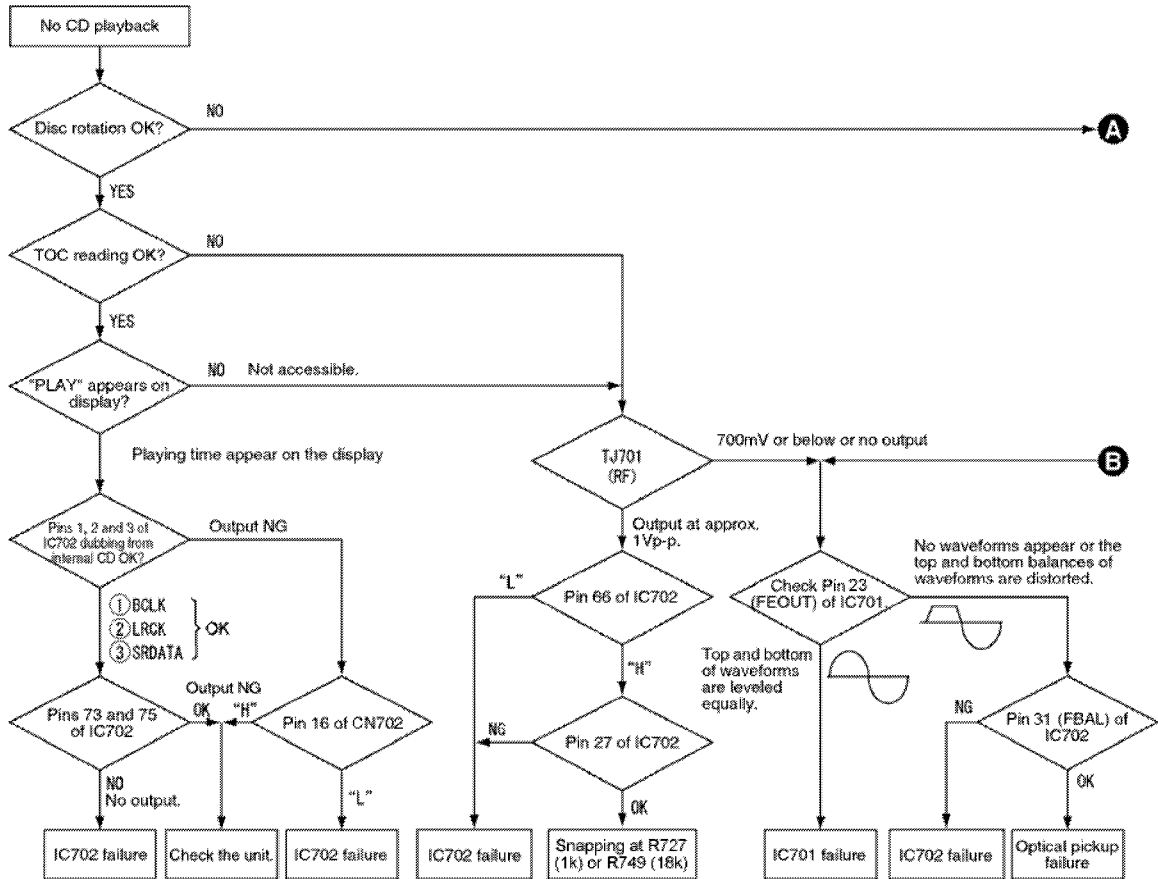 No CD playback
Disc rotation OK?
NO
A
YES
TOC reading OK?
NO
YES
"PLAY" appears on
display?
NO
Not accessible.
Playing time appear on the display
TJ701
(RF)
700mV or below or no output
B
Output at approx.
1Vp-p.
Pins 1, 2 and 3 of
IC702 dubbing from
internal CD OK?
Output NG
① BCLK
② LRCK
③ SRDATA
OK
"L"
Pin 66 of IC702
"H"
Check Pin 23
(FEOUT) of IC701.
No waveforms appear or the
top and bottom balances of
waveforms are distorted.
Top and bottom
of waveforms
are leveled
equally.
Pins 73 and 75
of IC702
Output NG
OK
"H"
Pin 16 of CN702
NG
Pin 27 of IC702
NG
Pin 31 (FBAL) of
IC702
NO
No output.
"L"
OK
OK
IC702 failure
Check the unit.
IC702 failure
IC702 failure
Snapping at R727
(1k) or R749 (18k)
IC701 failure
IC702 failure
Optical pickup
failure